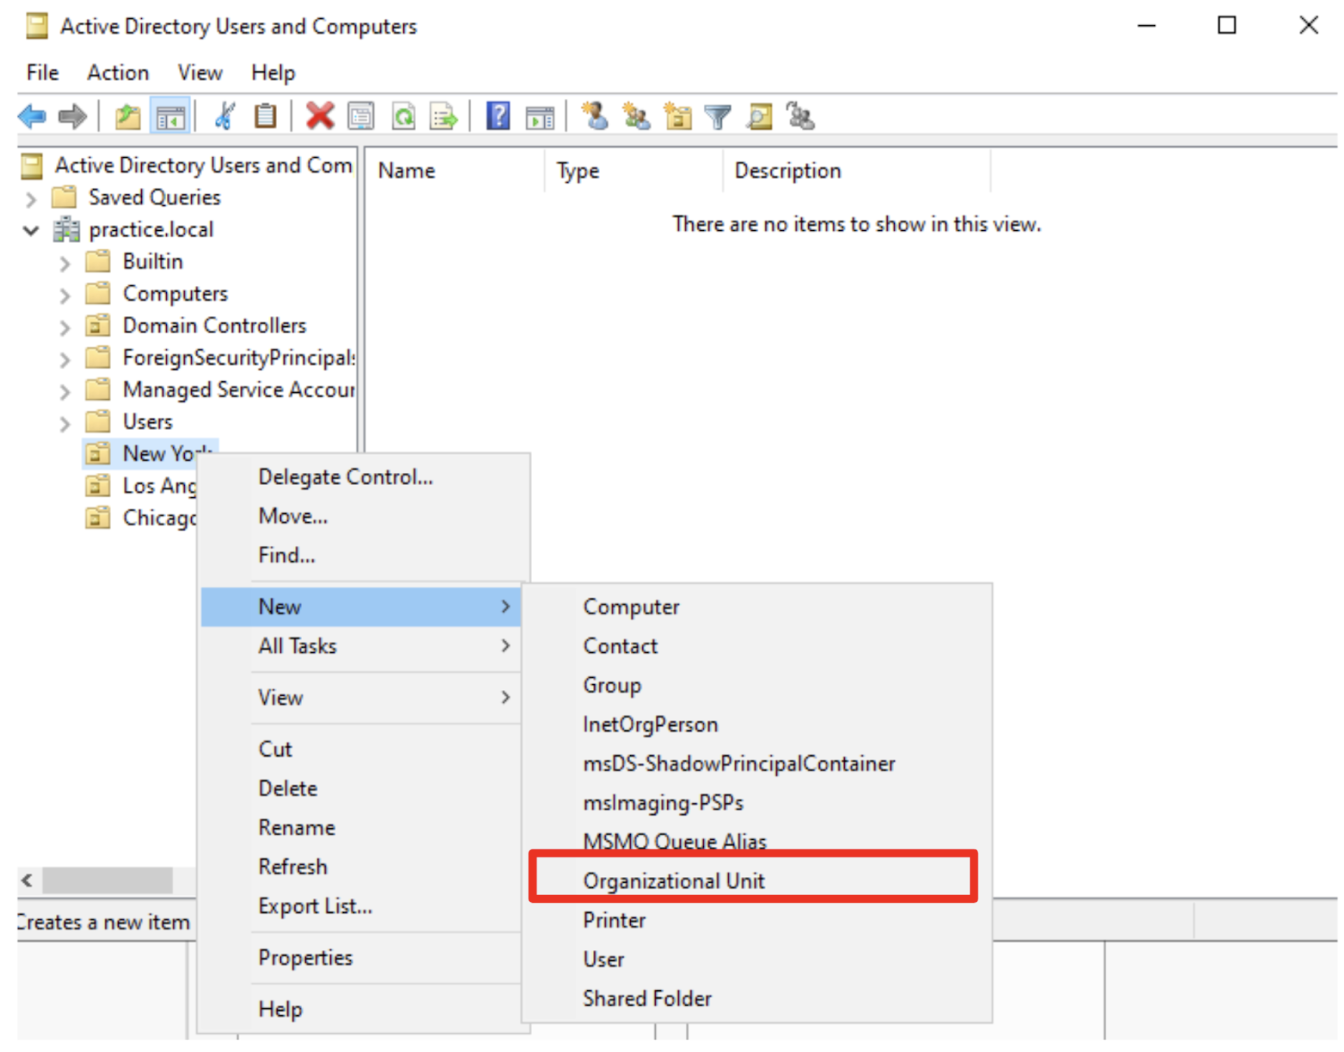 Active Directory Users and Computers
File Action View Help
Active Directory Users and Com
Name Type Description
Saved Queries
There are no items to show in this view.
practice.local
Builtin
Computers
Domain Controllers
ForeignSecurityPrincipals
Managed Service Accour
Users
New York
Los Ang
Chicago
Delegate Control...
Move...
Find...
New
All Tasks
View
Cut
Delete
Rename
Refresh
Export List...
Properties
Help
Computer
Contact
Group
InetOrgPerson
msDS-ShadowPrincipalContainer
msImaging-PSPs
MSMQ Queue Alias
Organizational Unit
Printer
User
Shared Folder
Creates a new item